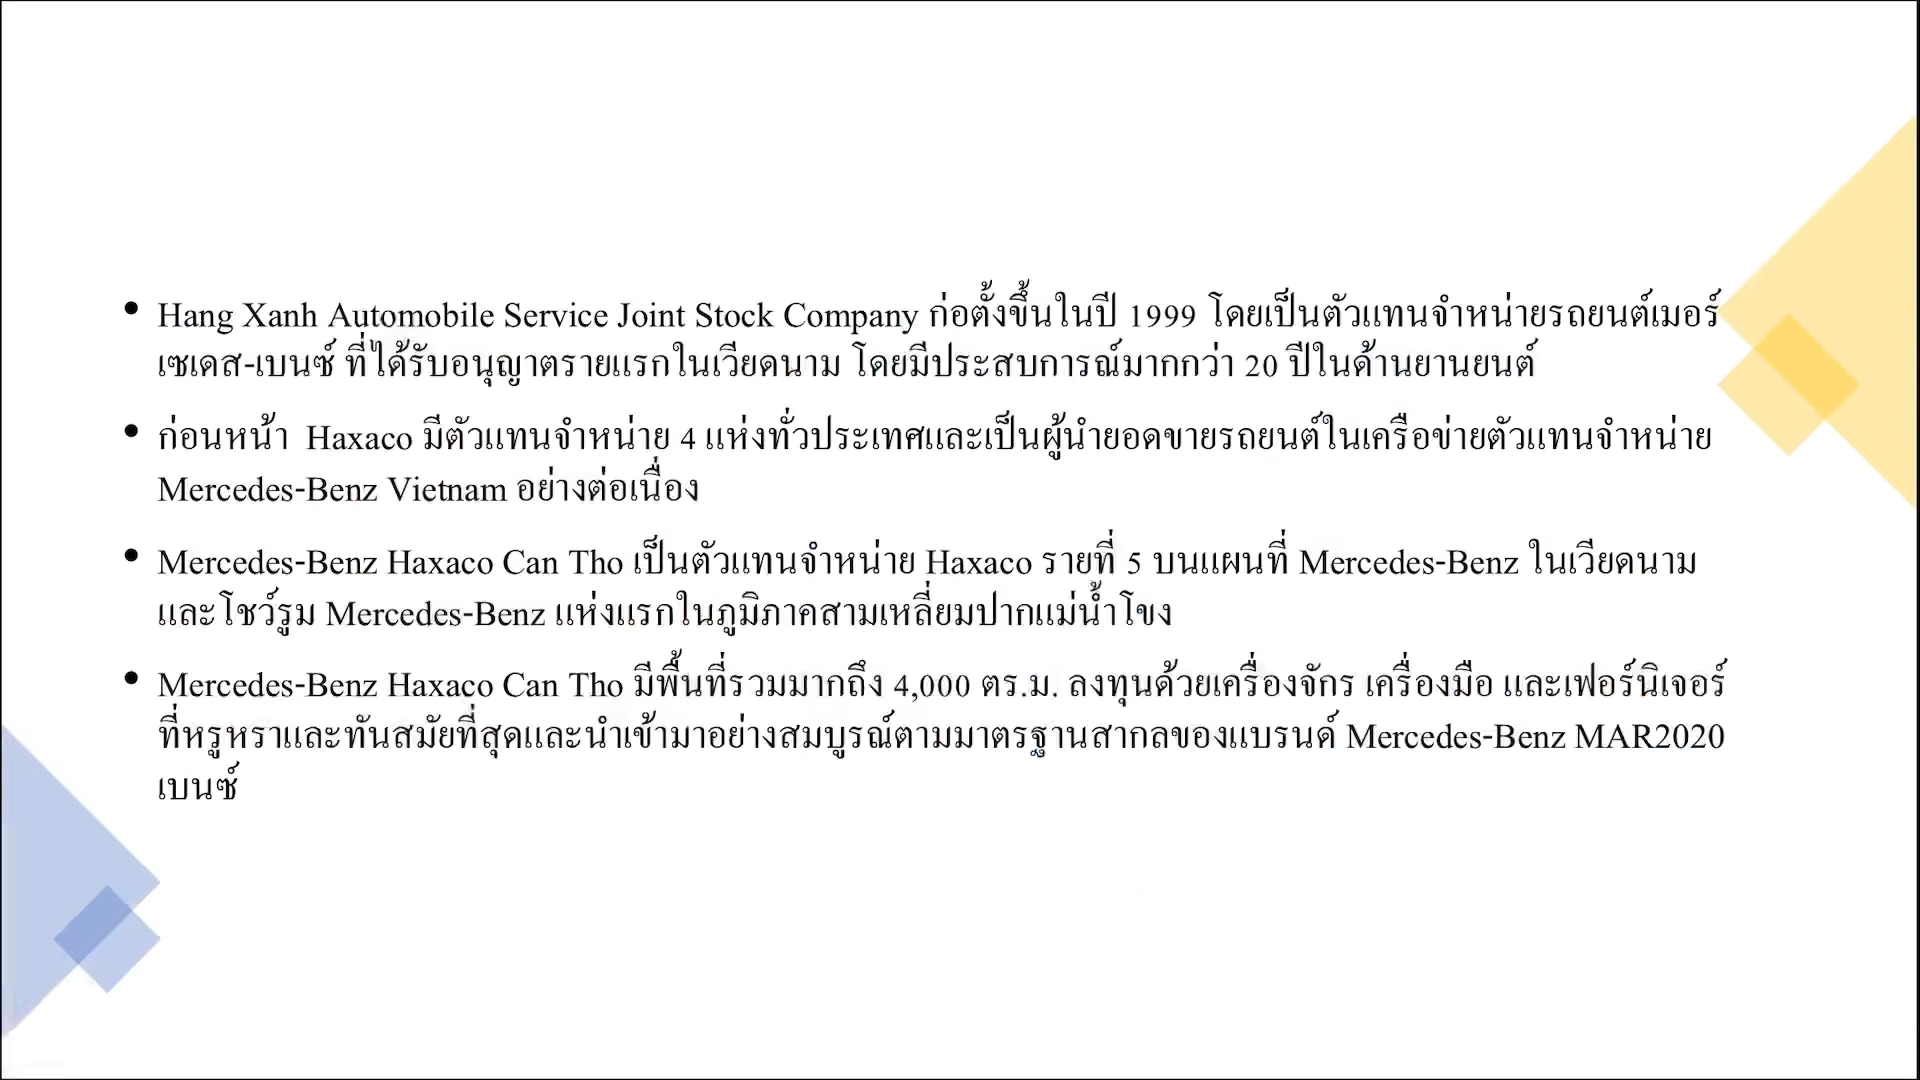 • Hang Xanh Automobile Service Joint Stock Company ก่อตั้งขึ้นในปี 1999 โดยเป็นตัวแทนจำหน่ายรถยนต์เมอร์
เซเดส-เบนซ์ ที่ได้รับอนุญาตรายแรกในเวียดนาม โดยมีประสบการณ์มากกว่า 20 ปีในด้านยานยนต์
• ก่อนหน้า Haxaco มีตัวแทนจำหน่าย 4 แห่งทั่วประเทศและเป็นผู้นำยอดขายรถยนต์ในเครือข่ายตัวแทนจำหน่าย
Mercedes-Benz Vietnam อย่างต่อเนื่อง
• Mercedes-Benz Haxaco Can Tho เป็นตัวแทนจำหน่าย Haxaco รายที่ 5 บนแผนที่ Mercedes-Benz ในเวียดนาม
และโชว์รูม Mercedes-Benz แห่งแรกในภูมิภาคสามเหลี่ยมปากแม่น้ำโขง
• Mercedes-Benz Haxaco Can Tho มีพื้นที่รวมมากถึง 4,000 ตร.ม. ลงทุนด้วยเครื่องจักร เครื่องมือ และเฟอร์นิเจอร์
ที่หรูหราและทันสมัยที่สุดและนำเข้ามาอย่างสมบูรณ์ตามมาตรฐานสากลของแบรนด์ Mercedes-Benz MAR2020
เบนซ์